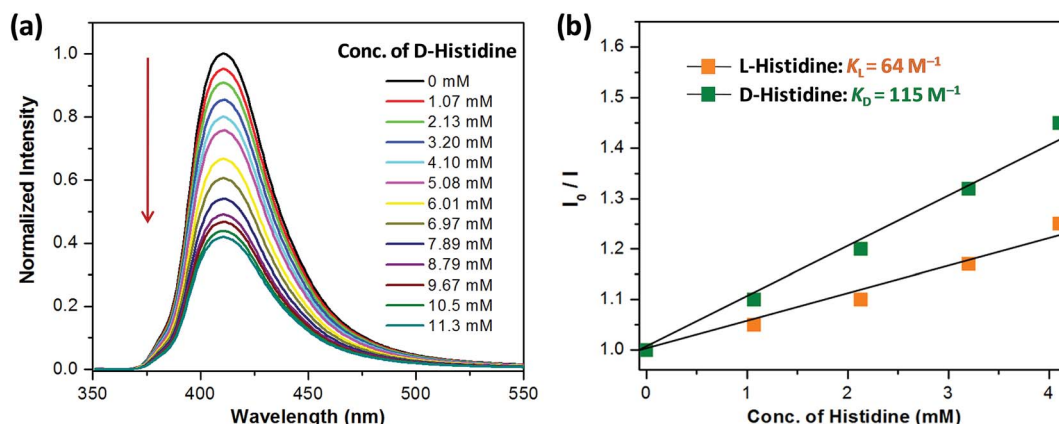 (a)
Conc. of D-Histidine
0 mM
1.07 mM
2.13 mM
3.20 mM
4.10 mM
5.08 mM
6.01 mM
6.97 mM
7.89 mM
8.79 mM
9.67 mM
10.5 mM
11.3 mM
Normalized Intensity
1.0
0.8
0.6
0.4
0.2
0.0
350 400 450 500 550
Wavelength (nm)
(b)
L-Histidine: K_L = 64 M⁻¹
D-Histidine: K_D = 115 M⁻¹
I₀ / I
1.6
1.5
1.4
1.3
1.2
1.1
1.0
0 1 2 3 4
Conc. of Histidine (mM)